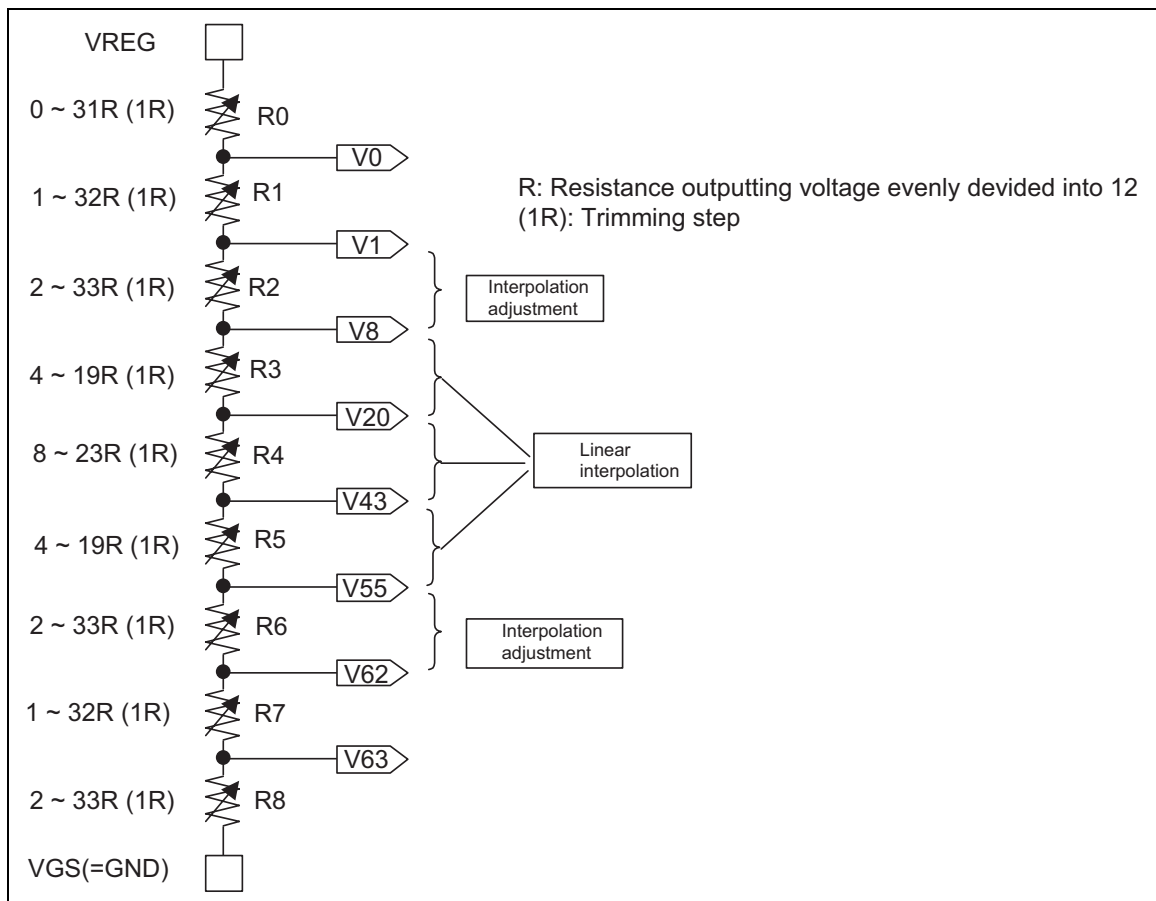 VREG
0 ~ 31R (1R)
R0
V0
1 ~ 32R (1R)
R1
R: Resistance outputting voltage evenly devided into 12
(1R): Trimming step
V1
2 ~ 33R (1R)
R2
Interpolation
adjustment
V8
4 ~ 19R (1R)
R3
V20
8 ~ 23R (1R)
R4
Linear
interpolation
V43
4 ~ 19R (1R)
R5
V55
2 ~ 33R (1R)
R6
Interpolation
adjustment
V62
1 ~ 32R (1R)
R7
V63
2 ~ 33R (1R)
R8
VGS(=GND)